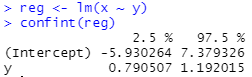 > reg <- lm(x ~ y)
> confint(reg)
2.5 % 97.5 %
(Intercept) -5.930264 7.379326
y 0.790507 1.192015